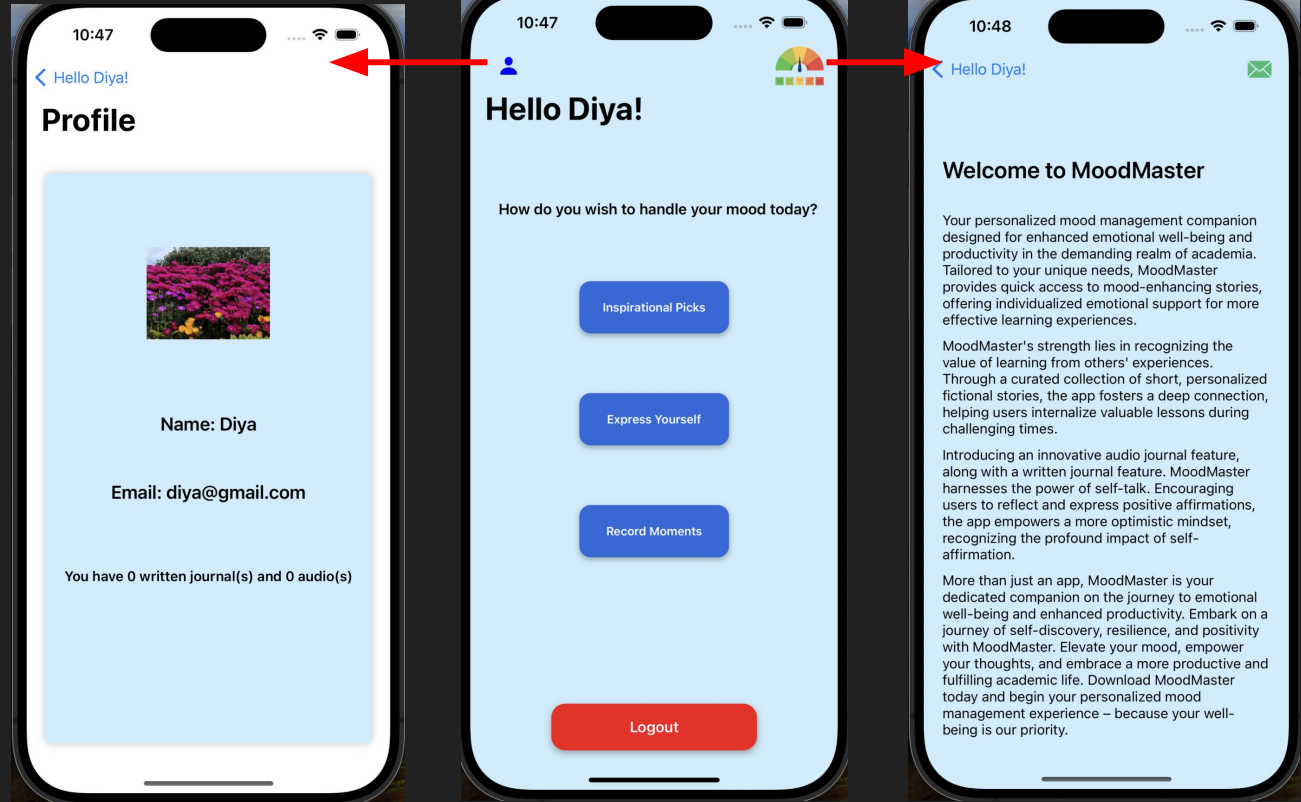 10:47
Hello Diya!
Profile
Name: Diya
Email: diya@gmail.com
You have 0 written journal(s) and 0 audio(s)
10:47
Hello Diya!
How do you wish to handle your mood today?
Inspirational Picks
Express Yourself
Record Moments
Logout
10:48
Hello Diya!
Welcome to MoodMaster
Your personalized mood management companion
designed for enhanced emotional well-being and
productivity in the demanding realm of academia.
Tailored to your unique needs, MoodMaster
provides quick access to mood-enhancing stories,
offering individualized emotional support for more
effective learning experiences.
MoodMaster's strength lies in recognizing the
value of learning from others' experiences.
Through a curated collection of short, personalized
fictional stories, the app fosters a deep connection,
helping users internalize valuable lessons during
challenging times.
Introducing an innovative audio journal feature,
along with a written journal feature. MoodMaster
harnesses the power of self-talk. Encouraging
users to reflect and express positive affirmations,
the app empowers a more optimistic mindset,
recognizing the profound impact of self-
affirmation.
More than just an app, MoodMaster is your
dedicated companion on the journey to emotional
well-being and enhanced productivity. Embark on a
journey of self-discovery, resilience, and positivity
with MoodMaster. Elevate your mood, empower
your thoughts, and embrace a more productive and
fulfilling academic life. Download MoodMaster
today and begin your personalized mood
management experience – because your well-
being is our priority.